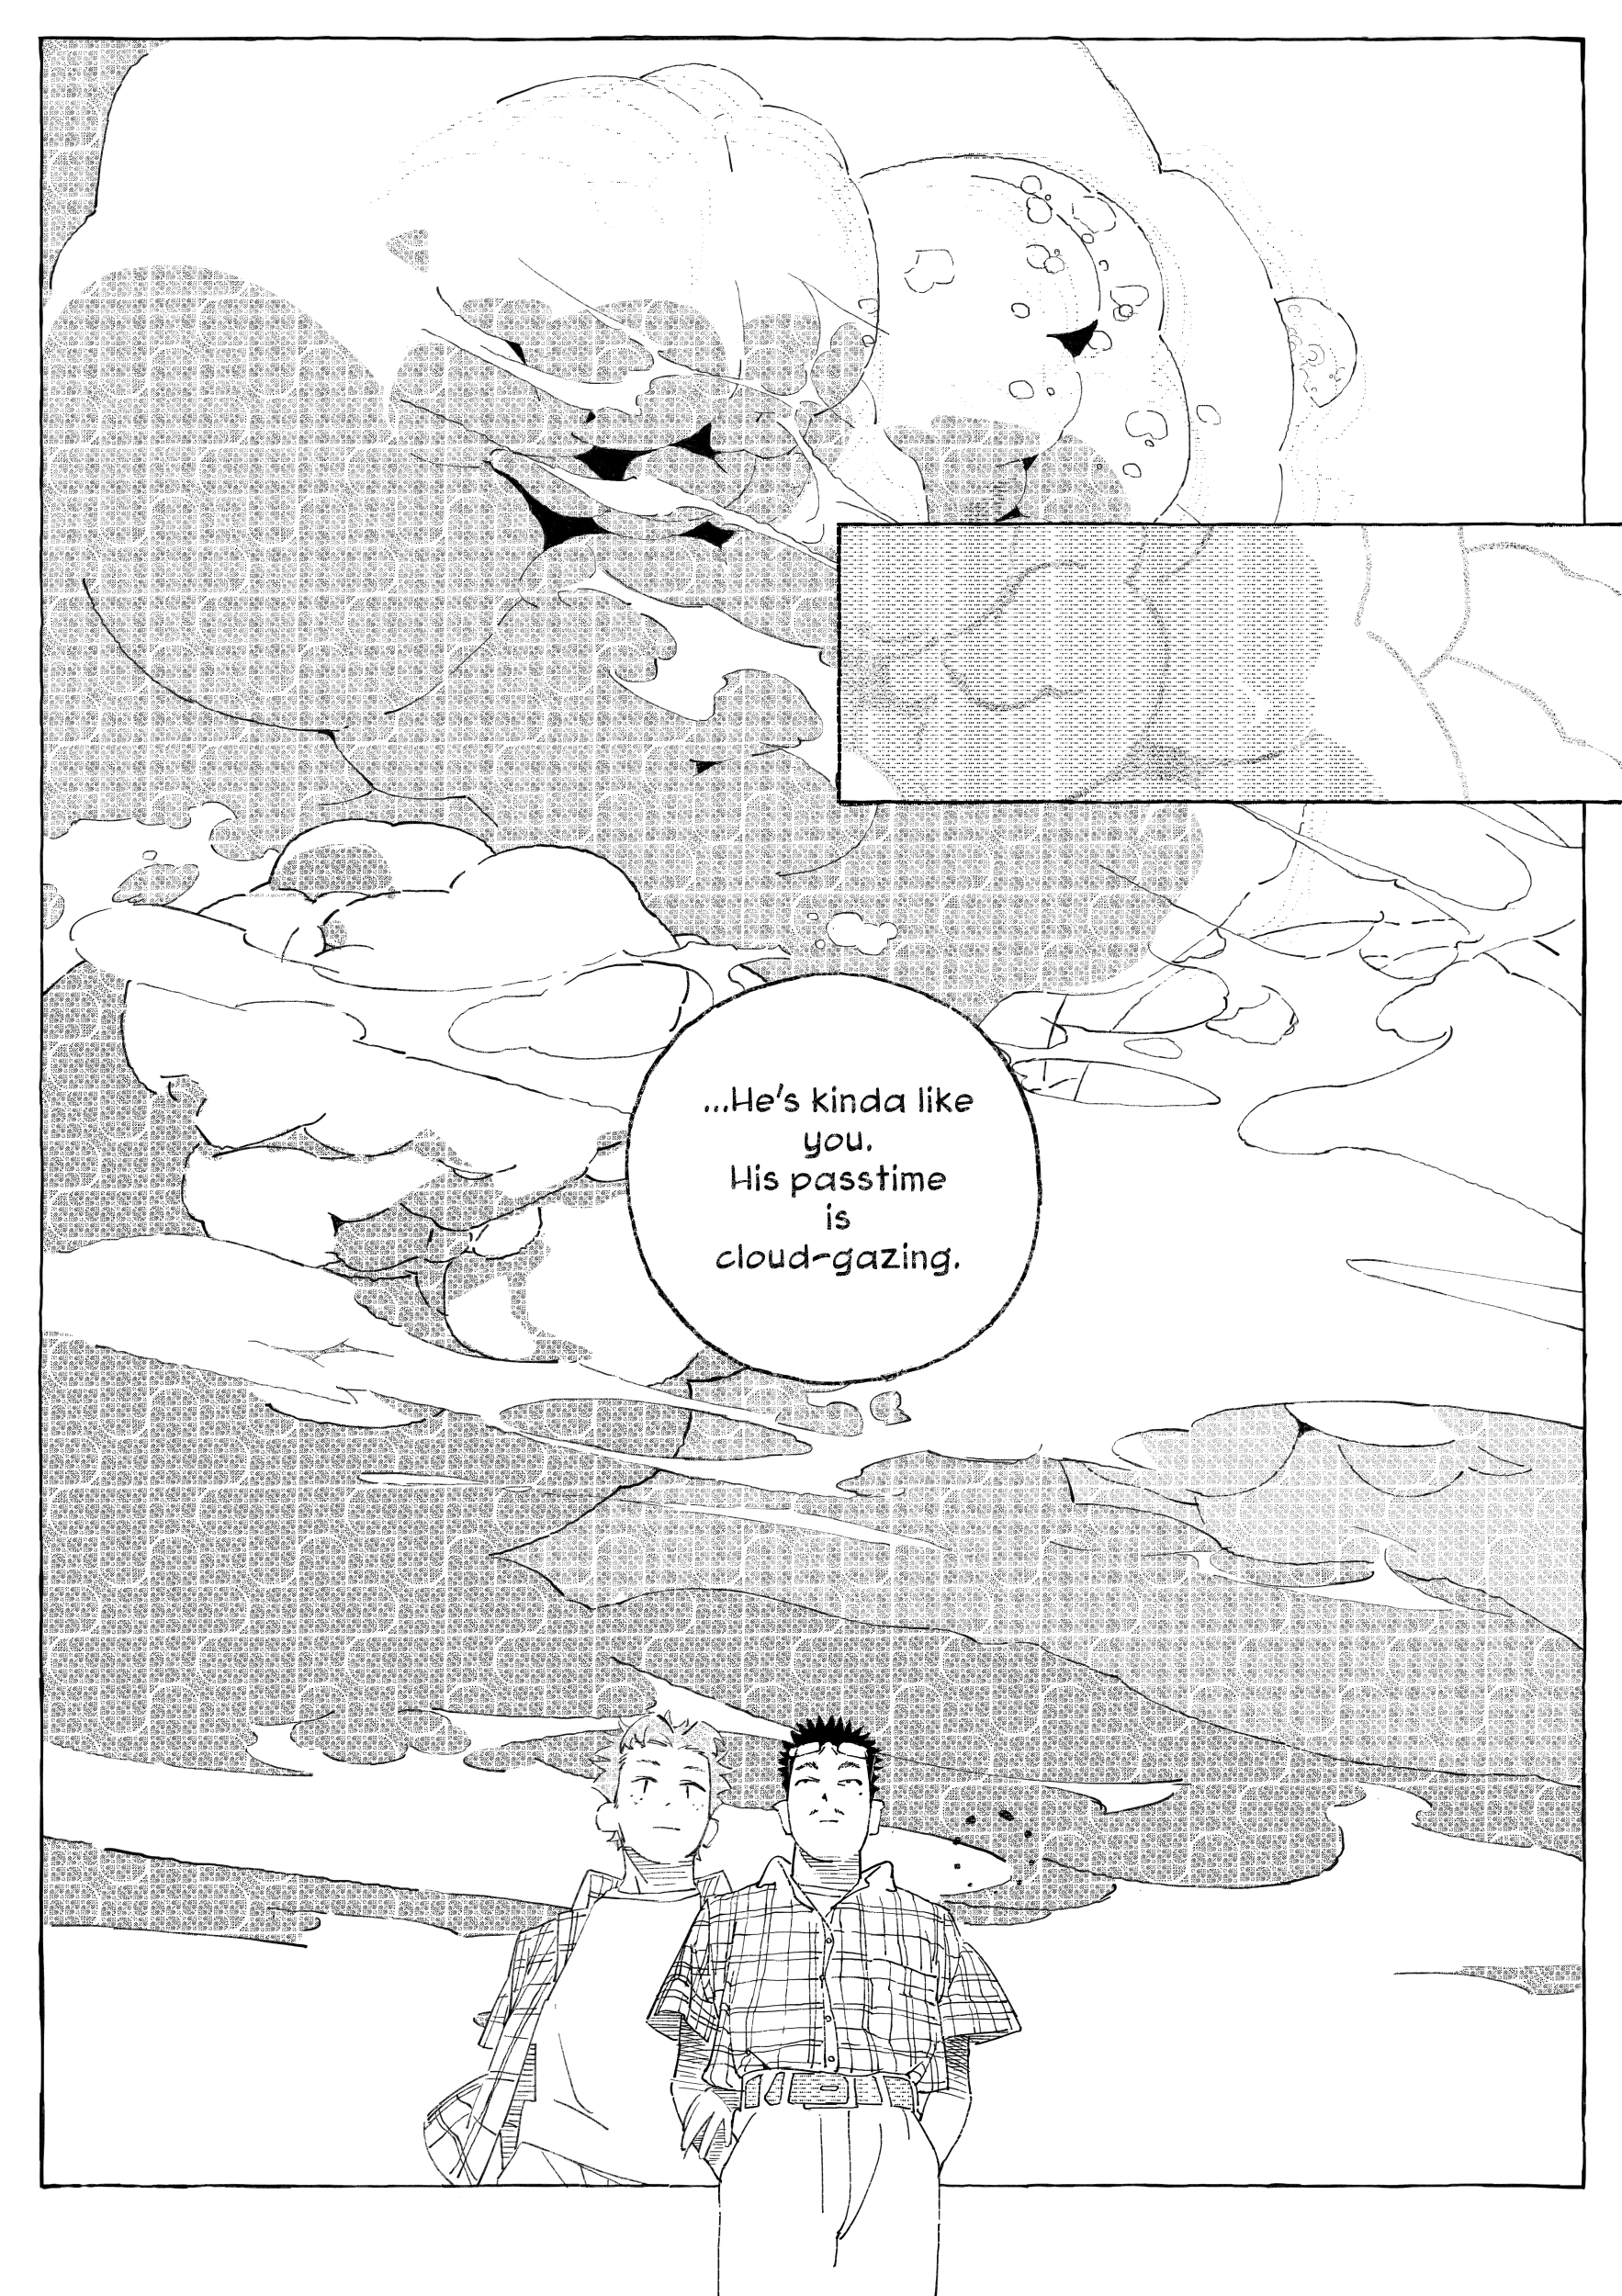 ...He's kinda like
you.
His passtime
is
cloud-gazing.